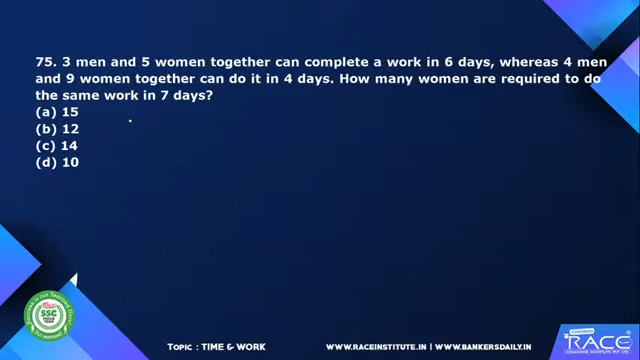 75. 3 men and 5 women together can complete a work in 6 days, whereas 4 men
and 9 women together can do it in 4 days. How many women are required to do
the same work in 7 days?
(a) 15
(b) 12
(c) 14
(d) 10
RACE
SSC
TOPIC : TIME & WORK
WWW.RACEINSTITUTE.IN | WWW.BANKERSDAILY.IN
RACE